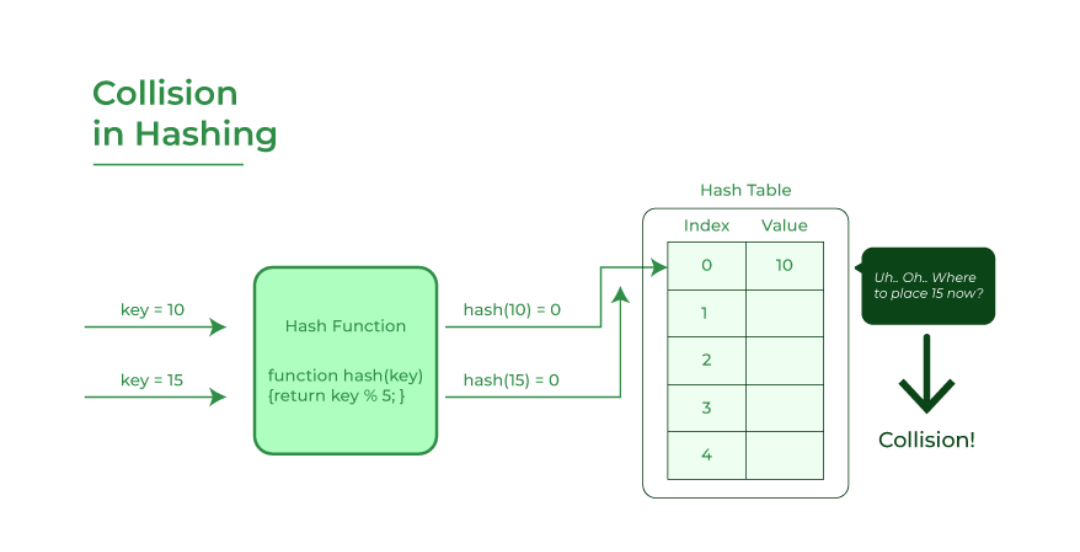 Collision
in Hashing
Hash Table
Index Value
0 10
1
2
3
4
key = 10
key = 15
Hash Function
function hash(key)
{return key % 5; }
hash(10) = 0
hash(15) = 0
Uh.. Oh.. Where
to place 15 now?
Collision!